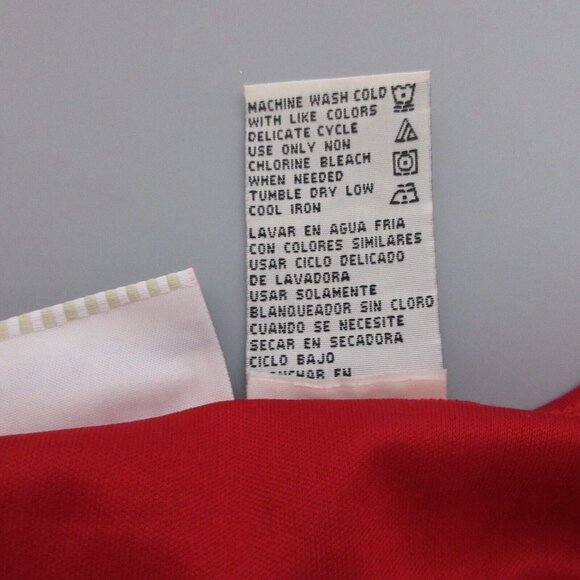 MACHINE WASH COLD
WITH LIKE COLORS
DELICATE CYCLE
USE ONLY NON
CHLORINE BLEACH
WHEN NEEDED
TUMBLE DRY LOW
COOL IRON
LAVAR EN AGUA FRIA
CON COLORES SIMILARES
USAR CICLO DELICADO
DE LAVADORA
USAR SOLAMENTE
BLANQUEADOR SIN CLORO
CUANDO SE NECESITE
SECAR EN SECADORA
CICLO BAJO
EN